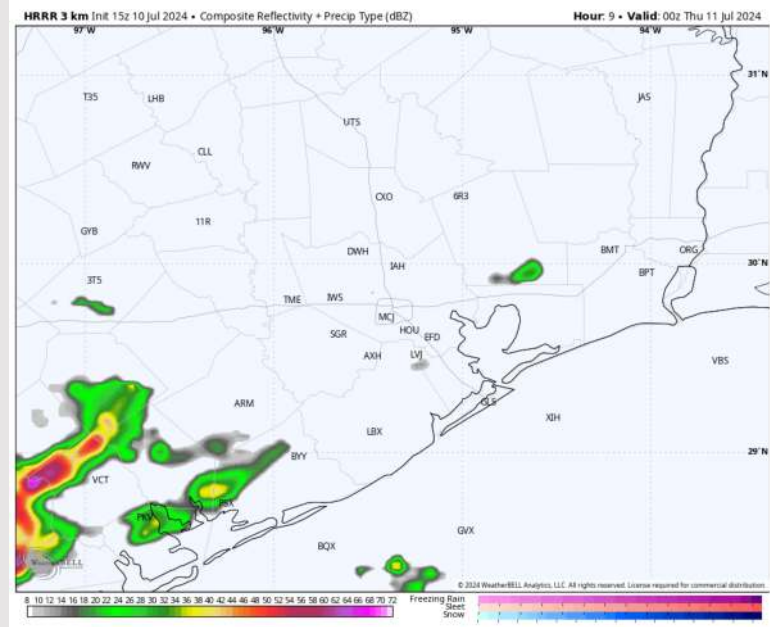 HRRR 3 km Init 15z 10 Jul 2024 • Composite Reflectivity + Precip Type (dBZ) Hour: 9 • Valid: 00z Thu 11 Jul 2024
97°W 96°W 95°W 94°W
31°N
T35 LHB JAS
UTS
CLL
RWV
CXO 6R3
11R
GYB
DWH BMT ORG
IAH 30°N
BPT
3T5
TME IWS
MCJ
SGR HOU EFD
AXH LVJ VBS
ARM GLS
XIH
LBX
BYY 29°N
VCT
PSX
PKV
GVX
BQX
WeatherBELL
© 2024 WeatherBELL Analytics, LLC. All rights reserved. License required for commercial distribution.
8 10 12 14 16 18 20 22 24 26 28 30 32 34 36 38 40 42 44 46 48 50 52 54 56 58 60 62 64 66 68 70 72
Freezing Rain
Sleet
Snow